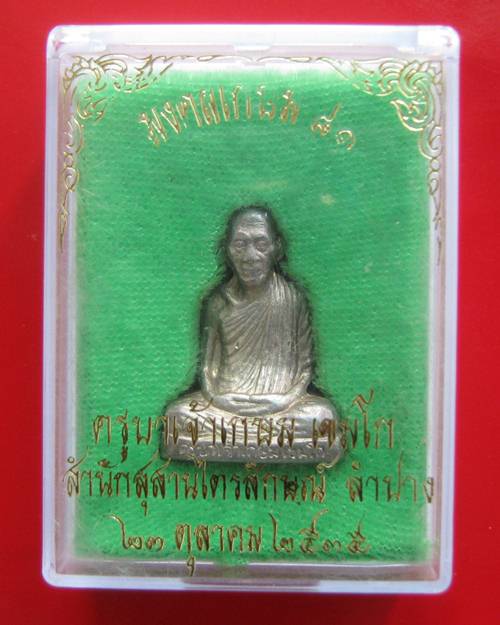 มงคลเกษม ๘๑
ครูบาเจ้าเกษม เขมโก
สำนักสุสานไตรลักษณ์ ลำปาง
๒๓ ตุลาคม ๒๕๓๕